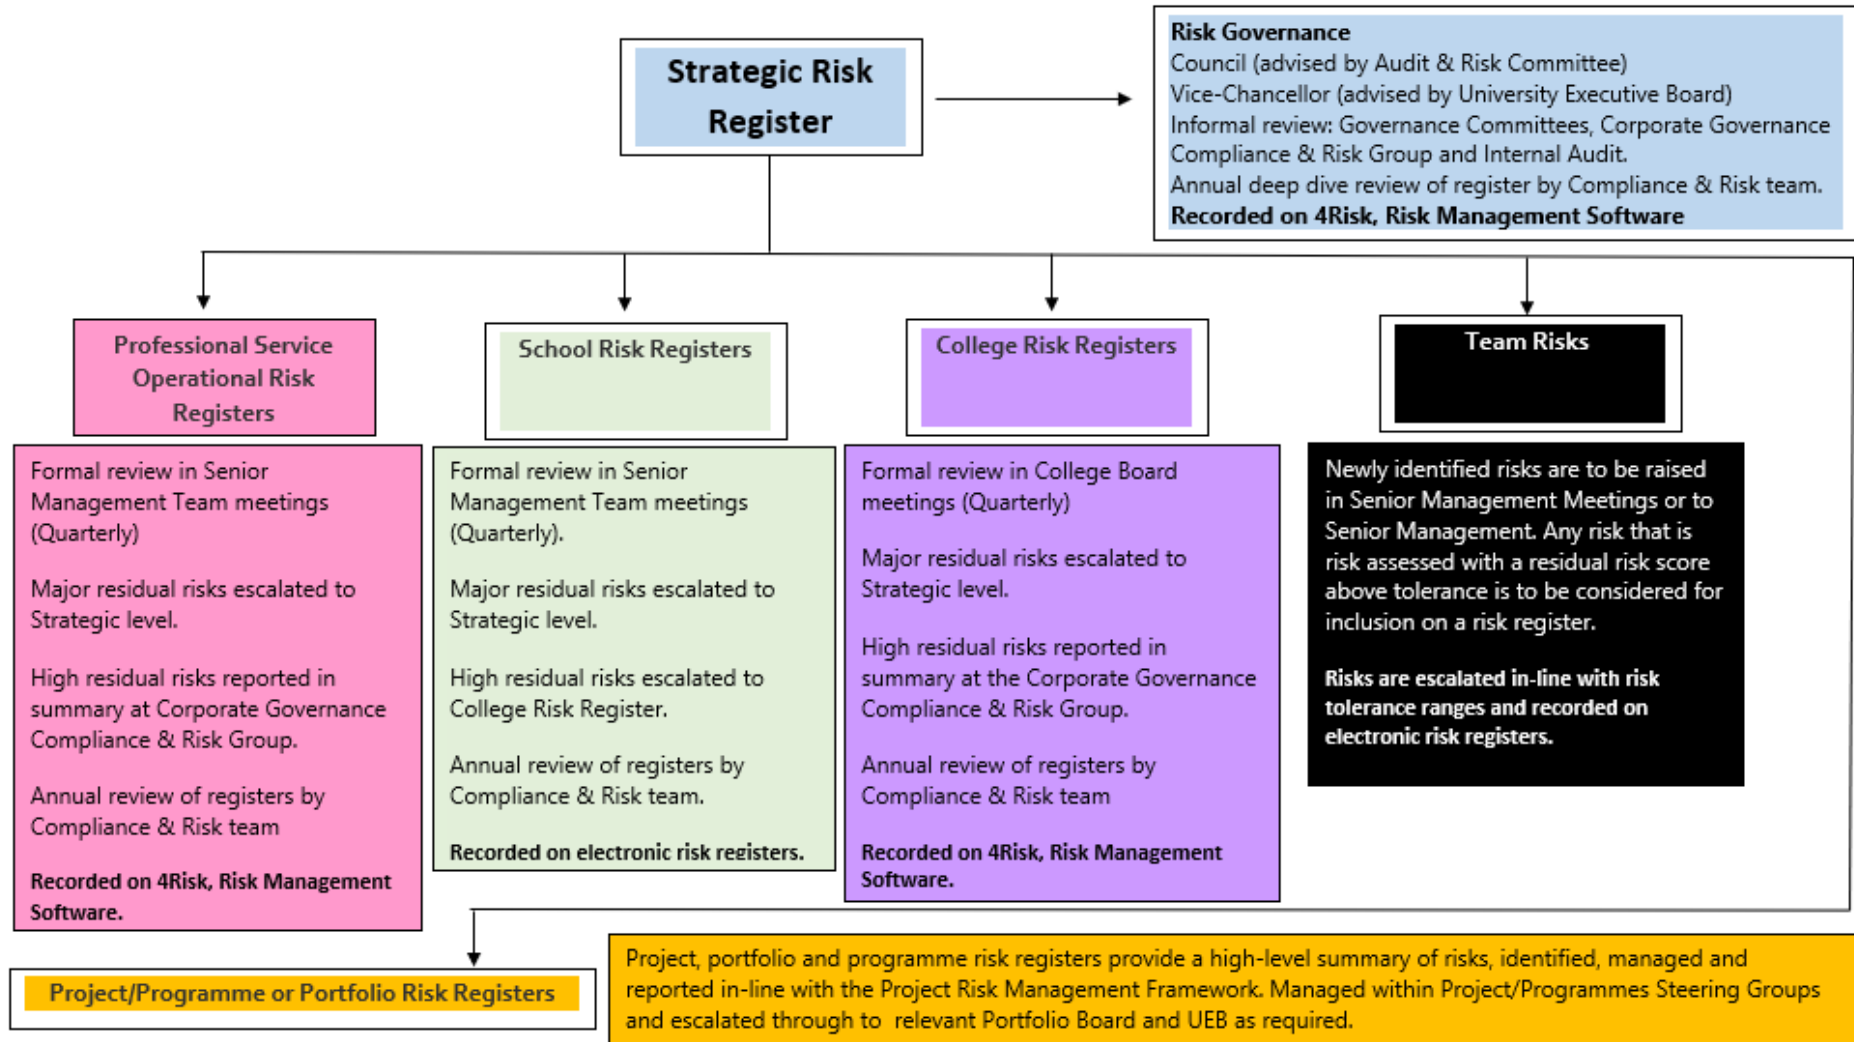 Strategic Risk
Register
Risk Governance
Council (advised by Audit & Risk Committee)
Vice-Chancellor (advised by University Executive Board)
Informal review: Governance Committees, Corporate Governance
Compliance & Risk Group and Internal Audit.
Annual deep dive review of register by Compliance & Risk team.
Recorded on 4Risk, Risk Management Software
Professional Service
Operational Risk
Registers
Formal review in Senior
Management Team meetings
(Quarterly)
Major residual risks escalated to
Strategic level.
High residual risks reported in
summary at Corporate Governance
Compliance & Risk Group.
Annual review of registers by
Compliance & Risk team
Recorded on 4Risk, Risk Management
Software.
School Risk Registers
Formal review in Senior
Management Team meetings
(Quarterly).
Major residual risks escalated to
Strategic level.
High residual risks escalated to
College Risk Register.
Annual review of registers by
Compliance & Risk team.
Recorded on electronic risk registers.
College Risk Registers
Formal review in College Board
meetings (Quarterly)
Major residual risks escalated to
Strategic level.
High residual risks reported in
summary at the Corporate Governance
Compliance & Risk Group.
Annual review of registers by
Compliance & Risk team
Recorded on 4Risk, Risk Management
Software.
Team Risks
Newly identified risks are to be raised
in Senior Management Meetings or to
Senior Management. Any risk that is
risk assessed with a residual risk score
above tolerance is to be considered for
inclusion on a risk register.
Risks are escalated in-line with risk
tolerance ranges and recorded on
electronic risk registers.
Project/Programme or Portfolio Risk Registers
Project, portfolio and programme risk registers provide a high-level summary of risks, identified, managed and
reported in-line with the Project Risk Management Framework. Managed within Project/Programmes Steering Groups
and escalated through to relevant Portfolio Board and UEB as required.